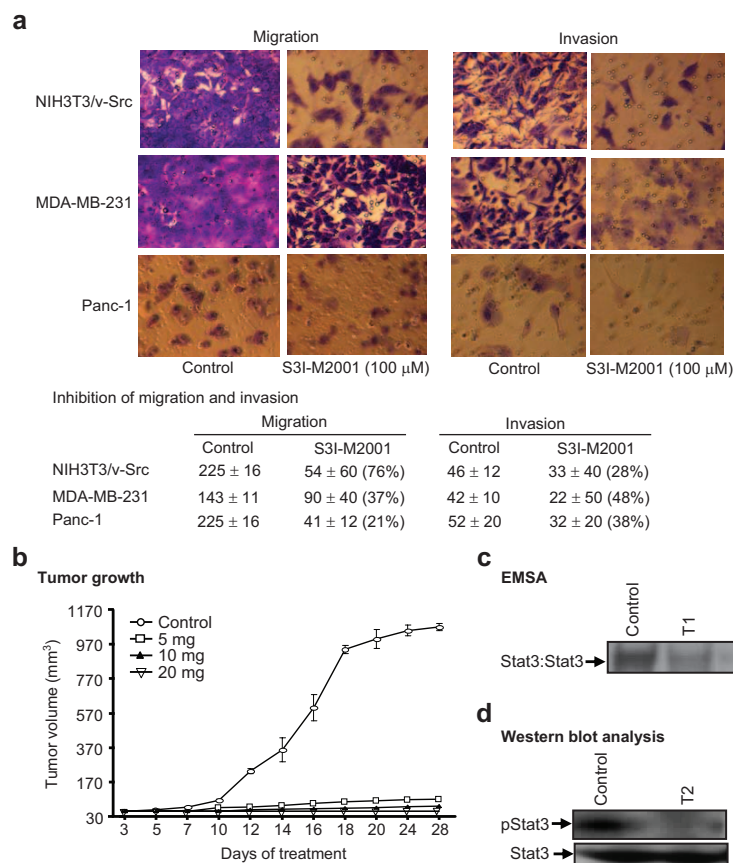 a
Migration
Invasion
NIH3T3/v-Src
MDA-MB-231
Panc-1
Control
S3I-M2001 (100 μM)
Control
S3I-M2001 (100 μM)
Inhibition of migration and invasion
Migration Invasion
Control S3I-M2001 Control S3I-M2001
NIH3T3/v-Src 225 ± 16 54 ± 60 (76%) 46 ± 12 33 ± 40 (28%)
MDA-MB-231 143 ± 11 90 ± 40 (37%) 42 ± 10 22 ± 50 (48%)
Panc-1 225 ± 16 41 ± 12 (21%) 52 ± 20 32 ± 20 (38%)
b
Tumor growth
Tumor volume (mm³)
1170
970
770
570
370
170
30
Control
5 mg
10 mg
20 mg
3 5 7 10 12 14 16 18 20 24 28
Days of treatment
c
EMSA
Control
T1
Stat3:Stat3
d
Western blot analysis
Control
T2
pStat3
Stat3